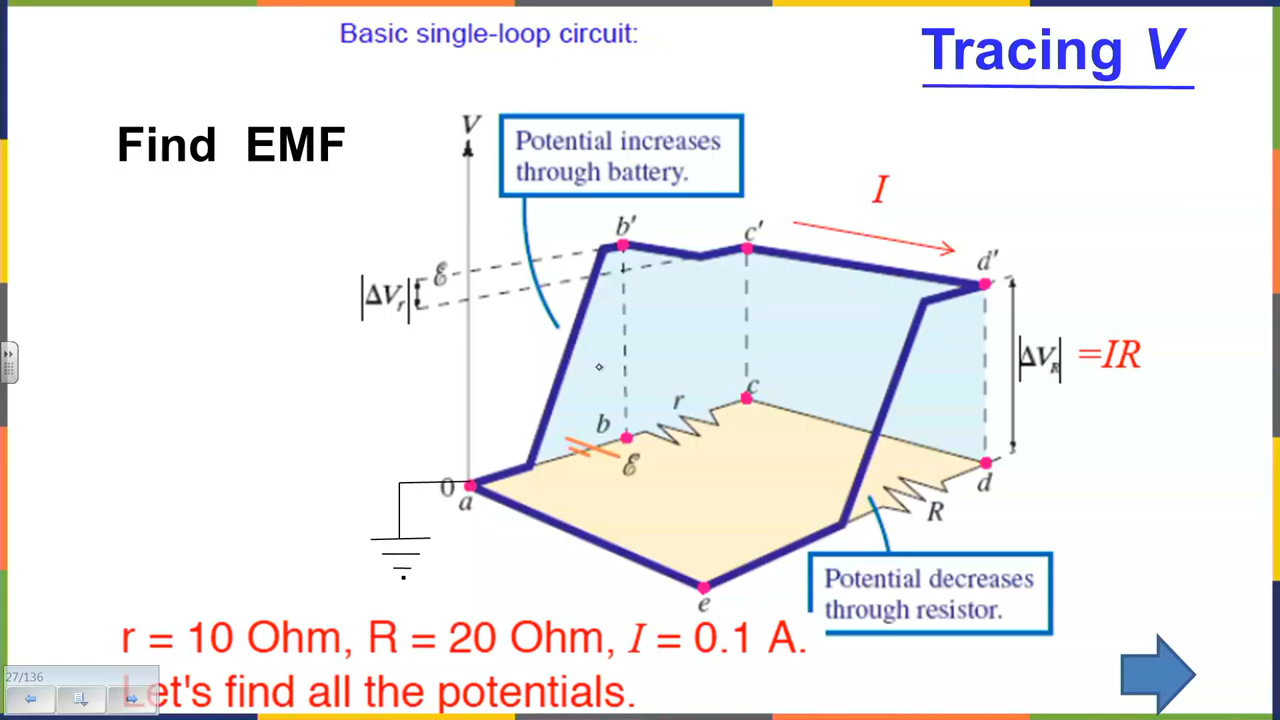 Basic single-loop circuit:
Tracing V
Find EMF
V
Potential increases
through battery.
I
b′
c′
d′
ℰ
|ΔVr|
|ΔVR| =IR
c
r
b
ℰ
0
a
d
R
Potential decreases
through resistor.
e
r = 10 Ohm, R = 20 Ohm, I = 0.1 A.
27/136
Let's find all the potentials.